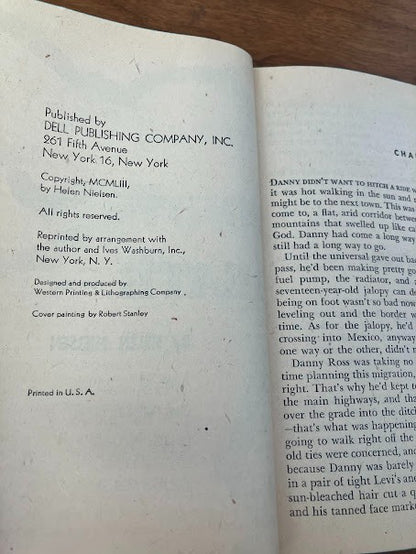 Published by
DELL PUBLISHING COMPANY, INC.
261 Fifth Avenue
New York 16, New York
Copyright, MCMLIII,
by Helen Nielsen.
All rights reserved.
Reprinted by arrangement with
the author and Ives Washburn, Inc.,
New York, N. Y.
Designed and produced by
Western Printing & Lithographing Company
Cover painting by Robert Stanley
Printed in U. S. A.
CHA
DANNY DIDN'T WANT TO HITCH A RIDE
it was hot walking in the sun and
might be to the next town. This was
come to, a flat, arid corridor between
mountains that swelled up like
God. Danny had come a long way
still had a long way to go.
Until the universal gave out
pass, he'd been making pretty
fuel pump, the radiator, and
seventeen-year-old jalopy can
being on foot wasn't so bad now
leveling out and the border
time. As for the jalopy, he'd
crossing into Mexico, anyway
one way or the other, didn't
Danny Ross was taking no
time planning this migration,
right. That's why he'd kept
the main highways, and
over the grade into the ditch
—that's what was happening
going to walk right off the
old ties were concerned, and
because Danny was barely
in a pair of tight Levi's and
sun-bleached hair cut a
and his tanned face